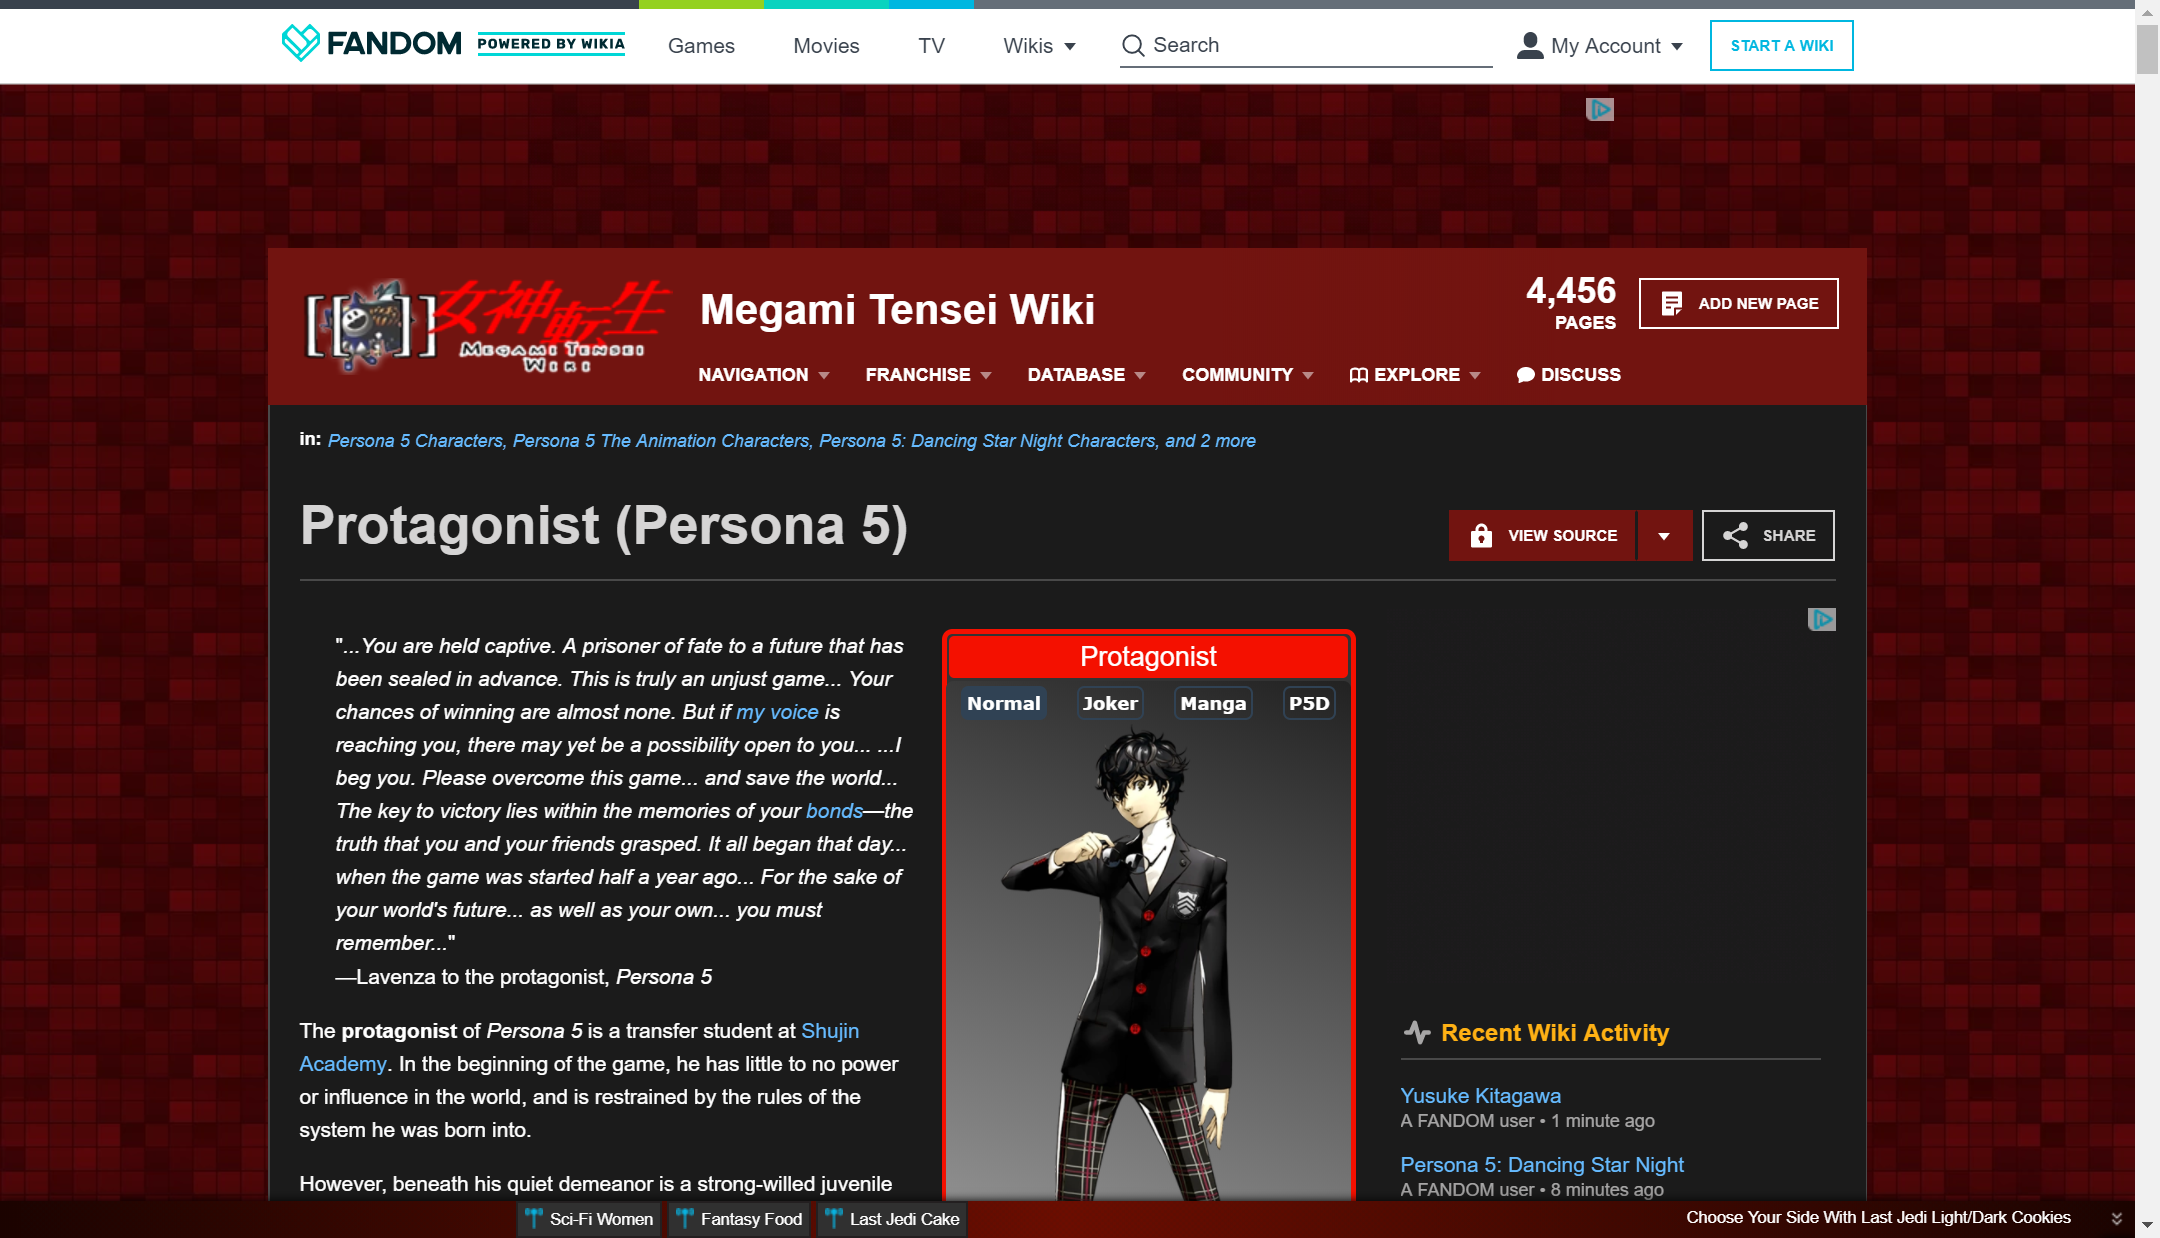 FANDOM POWERED BY WIKIA Games Movies TV Wikis Search My Account START A WIKI
女神転生
MEGAMI TENSEI
WIKI
Megami Tensei Wiki
4,456
PAGES
ADD NEW PAGE
NAVIGATION FRANCHISE DATABASE COMMUNITY EXPLORE DISCUSS
in: Persona 5 Characters, Persona 5 The Animation Characters, Persona 5: Dancing Star Night Characters, and 2 more
Protagonist (Persona 5)
VIEW SOURCE SHARE
"...You are held captive. A prisoner of fate to a future that has
been sealed in advance. This is truly an unjust game... Your
chances of winning are almost none. But if my voice is
reaching you, there may yet be a possibility open to you... ...I
beg you. Please overcome this game... and save the world...
The key to victory lies within the memories of your bonds—the
truth that you and your friends grasped. It all began that day...
when the game was started half a year ago... For the sake of
your world's future... as well as your own... you must
remember..."
—Lavenza to the protagonist, Persona 5
The protagonist of Persona 5 is a transfer student at Shujin
Academy. In the beginning of the game, he has little to no power
or influence in the world, and is restrained by the rules of the
system he was born into.
However, beneath his quiet demeanor is a strong-willed juvenile
Protagonist
Normal Joker Manga P5D
Recent Wiki Activity
Yusuke Kitagawa
A FANDOM user • 1 minute ago
Persona 5: Dancing Star Night
A FANDOM user • 8 minutes ago
Sci-Fi Women Fantasy Food Last Jedi Cake Choose Your Side With Last Jedi Light/Dark Cookies